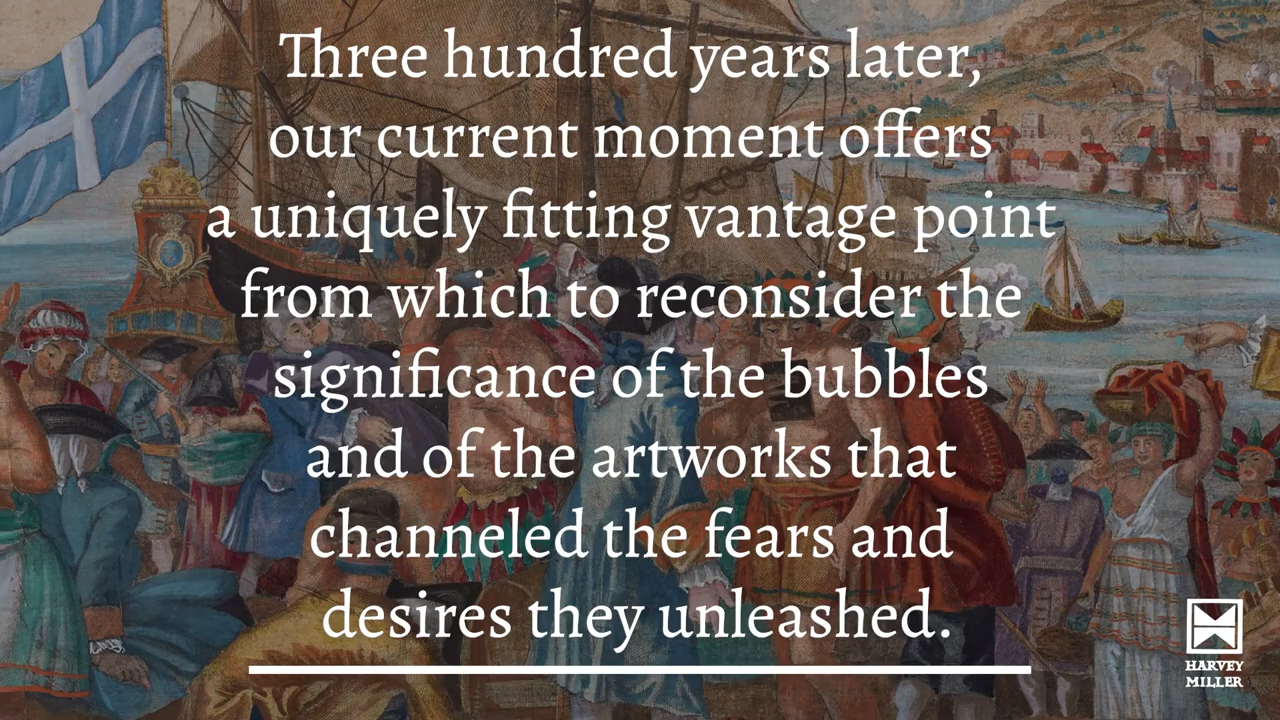 Three hundred years later,
our current moment offers
a uniquely fitting vantage point
from which to reconsider the
significance of the bubbles
and of the artworks that
channeled the fears and
desires they unleashed.
HARVEY
MILLER